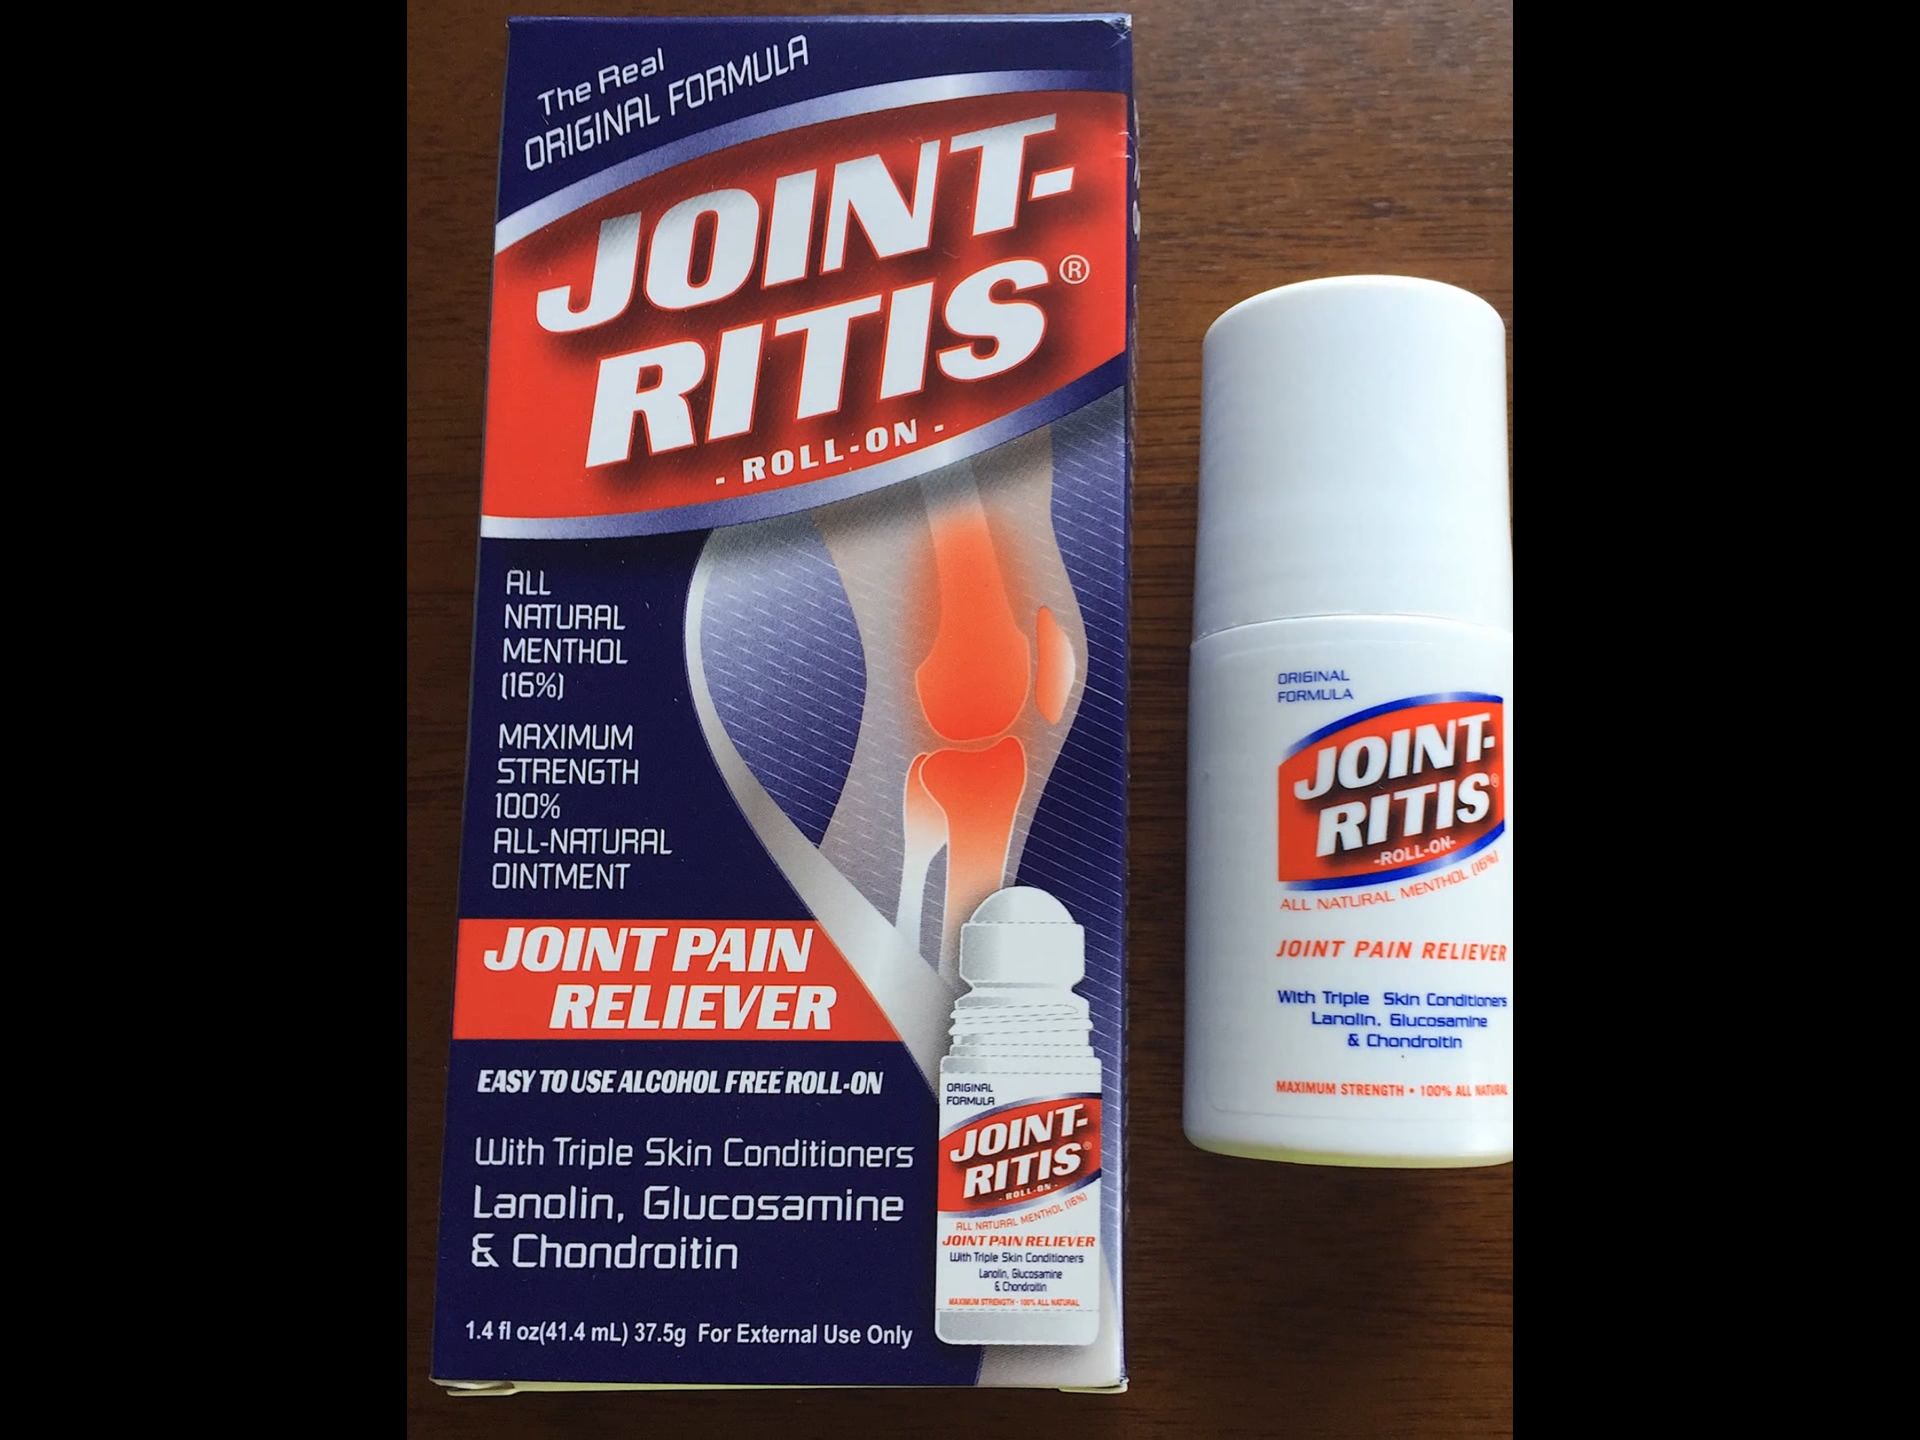 The Real
ORIGINAL FORMULA
JOINT-
RITIS®
- ROLL-ON -
ALL
NATURAL
MENTHOL
(16%)
MAXIMUM
STRENGTH
100%
ALL-NATURAL
OINTMENT
JOINT PAIN
RELIEVER
EASY TO USE ALCOHOL FREE ROLL-ON
With Triple Skin Conditioners
Lanolin, Glucosamine
& Chondroitin
1.4 fl oz(41.4 mL) 37.5g For External Use Only
ORIGINAL
FORMULA
JOINT-
RITIS®
- ROLL-ON -
ALL NATURAL MENTHOL (16%)
JOINT PAIN RELIEVER
With Triple Skin Conditioners
Lanolin, Glucosamine
& Chondroitin
MAXIMUM STRENGTH • 100% ALL NATURAL
ORIGINAL
FORMULA
JOINT-
RITIS®
-ROLL-ON-
ALL NATURAL MENTHOL (16%)
JOINT PAIN RELIEVER
With Triple Skin Conditioners
Lanolin, Glucosamine
& Chondroitin
MAXIMUM STRENGTH • 100% ALL NATURAL